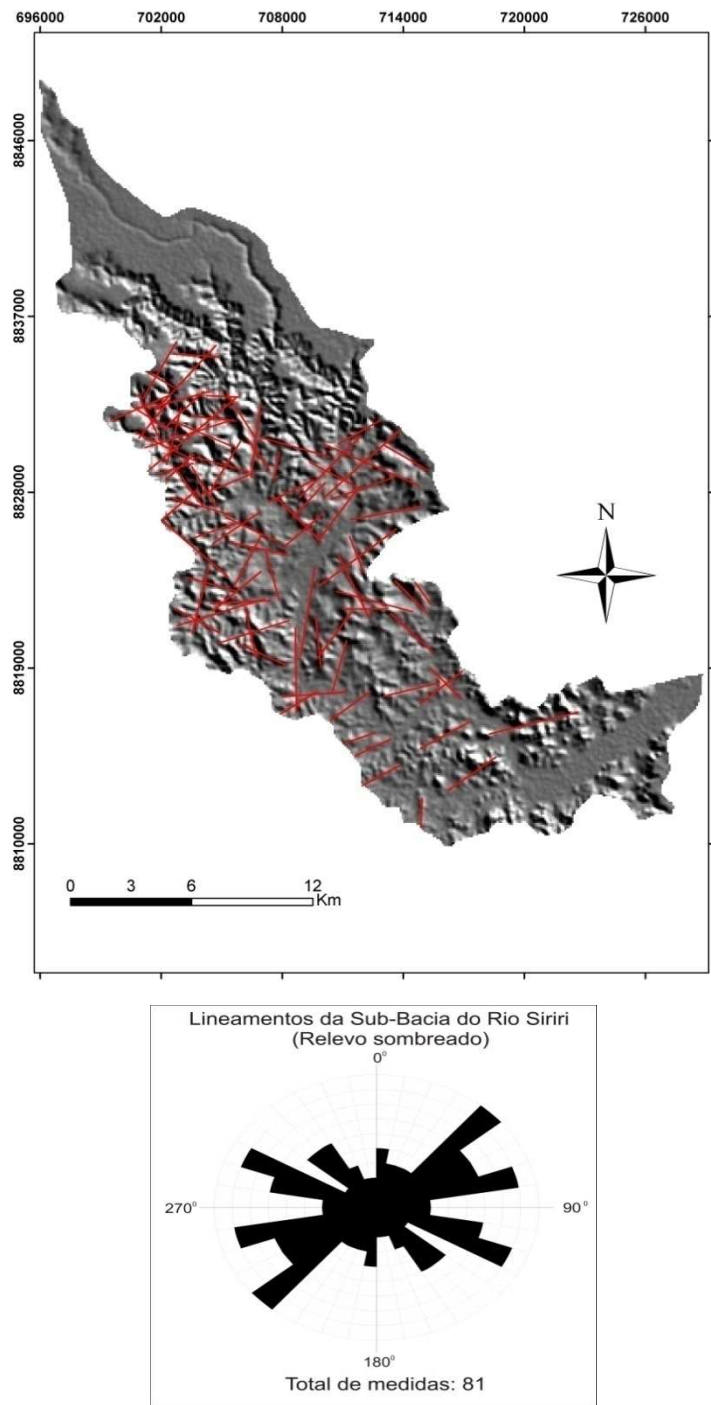 696000 702000 708000 714000 720000 726000
8846000
8837000
8828000
N
8819000
8810000
0 3 6 12
Km
Lineamentos da Sub-Bacia do Rio Siriri
(Relevo sombreado)
0°
270° 90°
180°
Total de medidas: 81